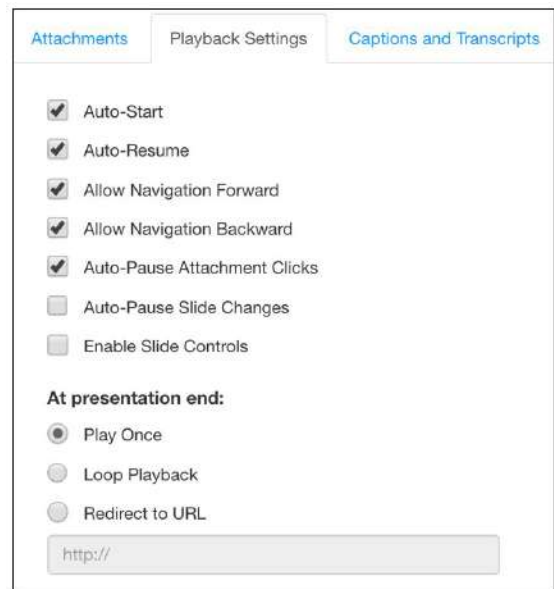 Attachments Playback Settings Captions and Transcripts
Auto-Start
Auto-Resume
Allow Navigation Forward
Allow Navigation Backward
Auto-Pause Attachment Clicks
Auto-Pause Slide Changes
Enable Slide Controls
At presentation end:
Play Once
Loop Playback
Redirect to URL
http://